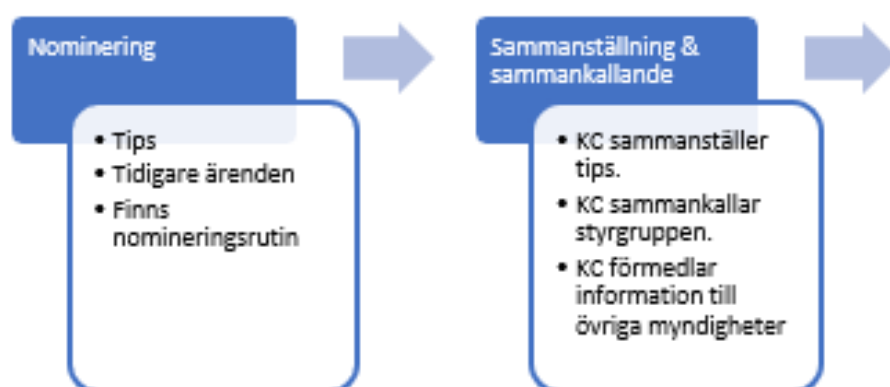 Nominering
• Tips
• Tidigare ärenden
• Finns
nomineringsrutin
Sammanställning &
sammankallande
• KC sammanställer
tips.
• KC sammankallar
styrgruppen.
• KC förmedlar
information till
övriga myndigheter